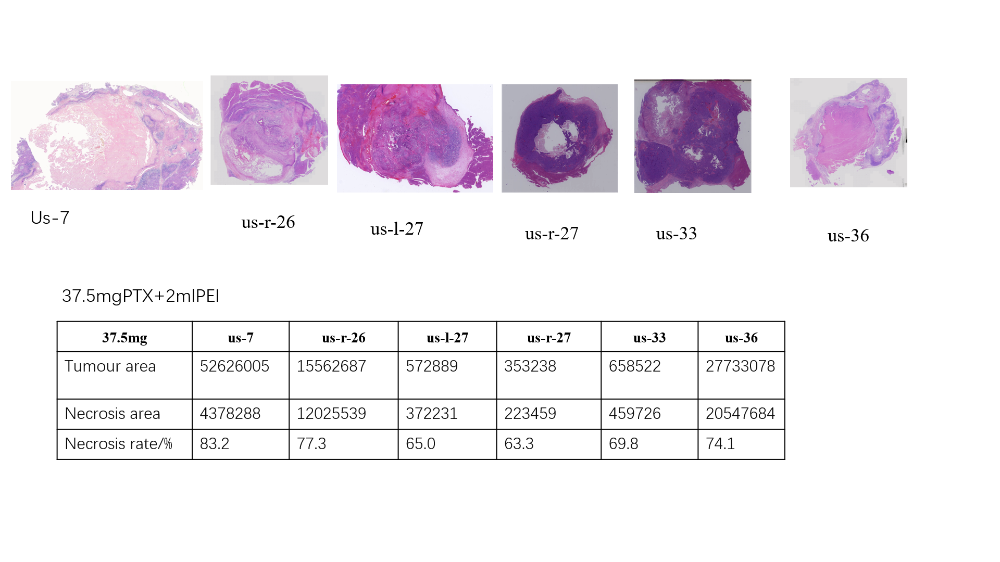 Us-7
us-r-26
us-l-27
us-r-27
us-33
us-36
37.5mgPTX+2mlPEI
37.5mg us-7 us-r-26 us-l-27 us-r-27 us-33 us-36
Tumour area 52626005 15562687 572889 353238 658522 27733078
Necrosis area 4378288 12025539 372231 223459 459726 20547684
Necrosis rate/% 83.2 77.3 65.0 63.3 69.8 74.1